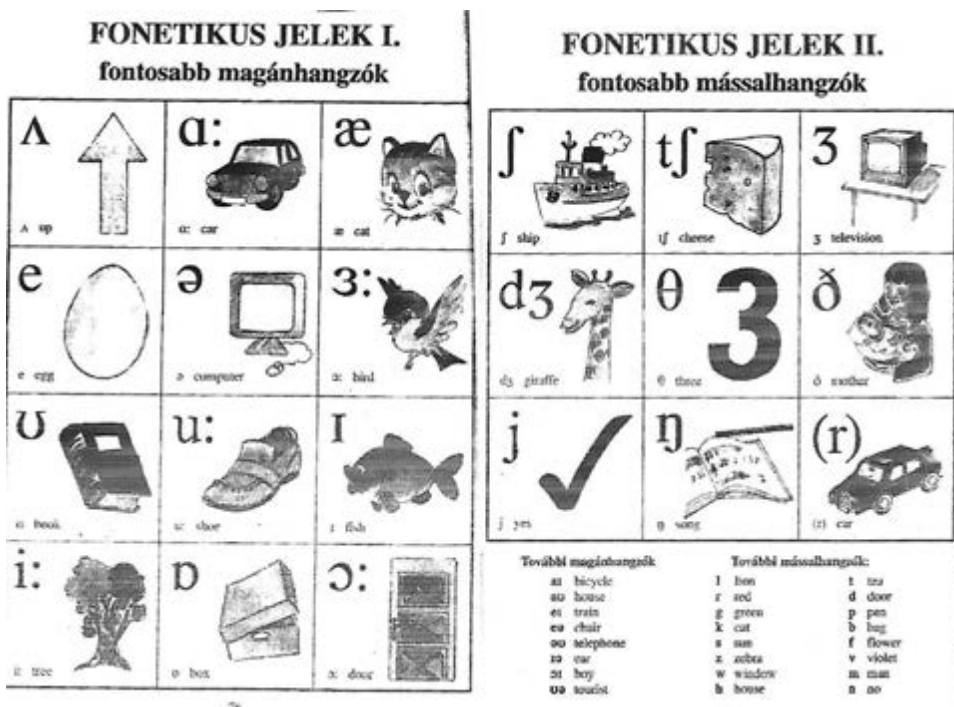 FONETIKUS JELEK I.
fontosabb magánhangzók
ʌ
ʌ up
ɑ:
ɑ: car
æ
æ cat
e
e egg
ə
ə computer
ɜ:
ɜ: bird
ʊ
ʊ book
u:
u: shoe
ɪ
ɪ fish
i:
i: tree
ɒ
ɒ box
ɔ:
ɔ: door
FONETIKUS JELEK II.
fontosabb mássalhangzók
ʃ
ʃ ship
tʃ
tʃ cheese
ʒ
ʒ television
dʒ
dʒ giraffe
θ
3
θ three
ð
ð mother
j
j yes
ŋ
ŋ song
(r)
(r) car
További magánhangzók
aɪ bicycle
aʊ house
eɪ train
eə chair
əʊ telephone
ɪə ear
ɔɪ boy
ʊə tourist
További mássalhangzók:
l lion
r red
g green
k cat
s sun
z zebra
w window
h house
t tea
d door
p pen
b bag
f flower
v violet
m man
n no